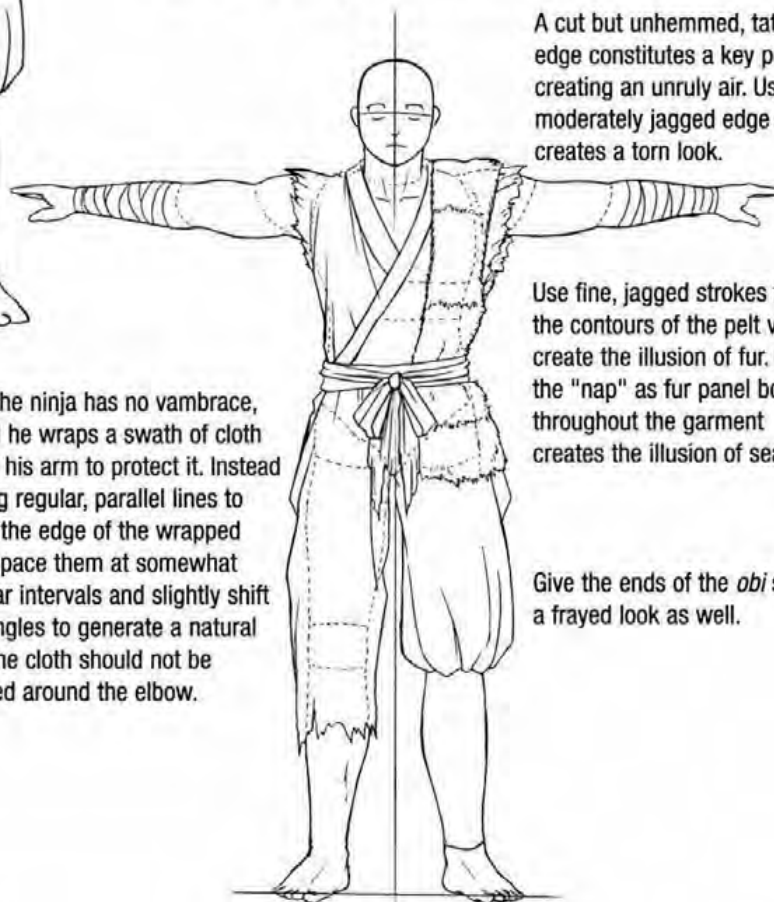 A cut but unhemmed,
edge constitutes a key
creating an unruly air.
moderately jagged edge
creates a torn look.
Use fine, jagged strokes
the contours of the pelt
create the illusion of fur.
the "nap" as fur panel
throughout the garment
creates the illusion of
he ninja has no vambrace,
he wraps a swath of cloth
his arm to protect it. Instead
g regular, parallel lines to
the edge of the wrapped
pace them at somewhat
ar intervals and slightly shift
ngles to generate a natural
he cloth should not be
ed around the elbow.
Give the ends of the obi
a frayed look as well.